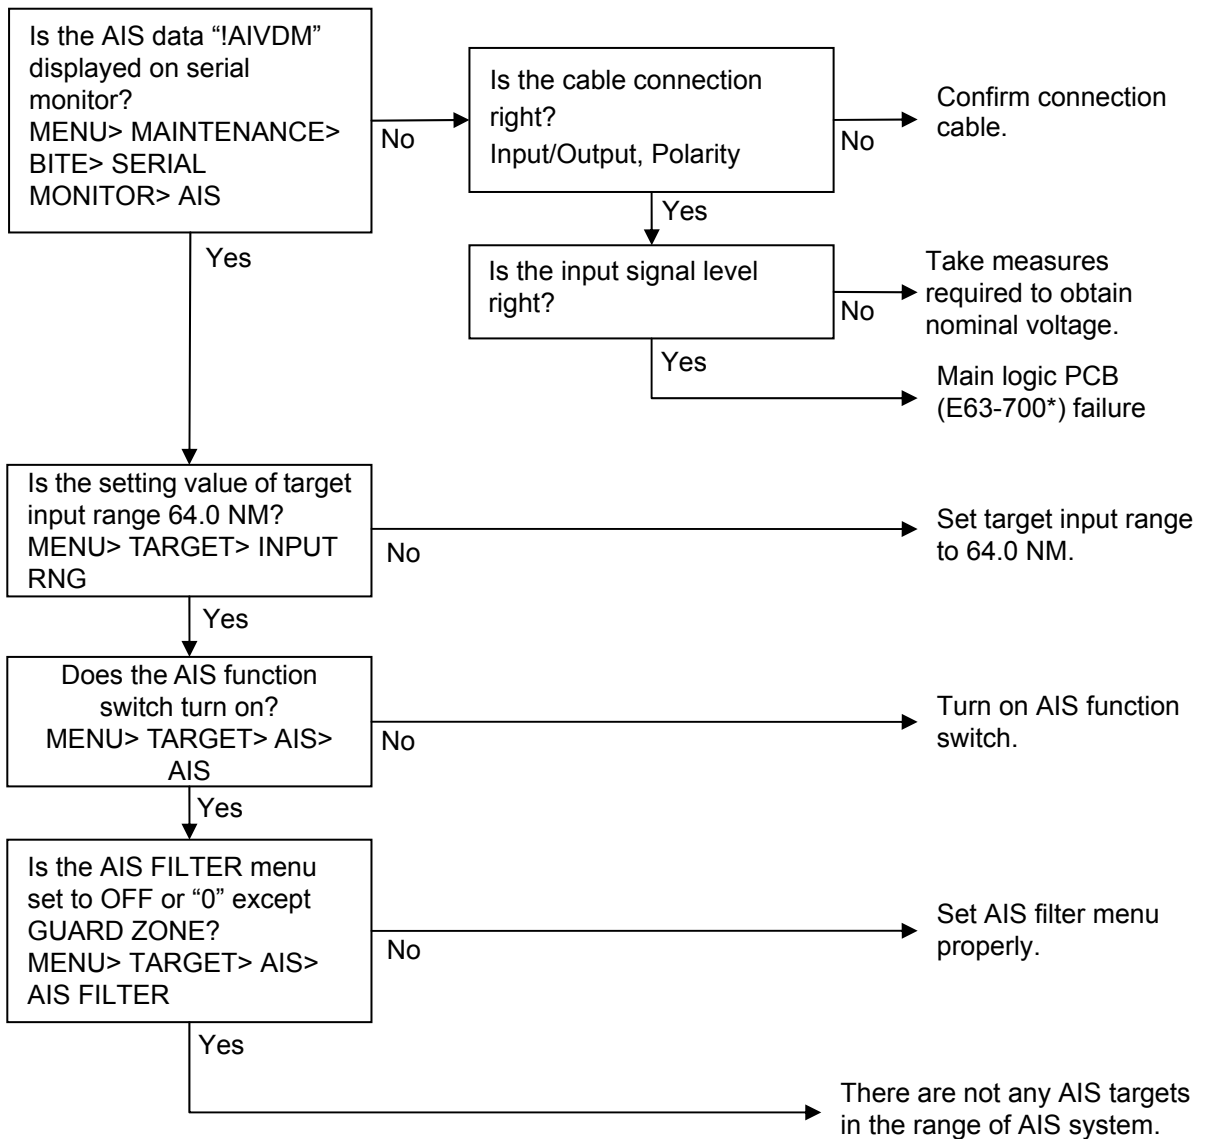 Is the AIS data “!AIVDM”
displayed on serial
monitor?
MENU> MAINTENANCE>
BITE> SERIAL
MONITOR> AIS
No
Is the cable connection
right?
Input/Output, Polarity
No
Confirm connection
cable.
Yes
Yes
Is the input signal level
right?
No
Take measures
required to obtain
nominal voltage.
Yes
Main logic PCB
(E63-700*) failure
Is the setting value of target
input range 64.0 NM?
MENU> TARGET> INPUT
RNG
No
Set target input range
to 64.0 NM.
Yes
Does the AIS function
switch turn on?
MENU> TARGET> AIS>
AIS
No
Turn on AIS function
switch.
Yes
Is the AIS FILTER menu
set to OFF or “0” except
GUARD ZONE?
MENU> TARGET> AIS>
AIS FILTER
No
Set AIS filter menu
properly.
Yes
There are not any AIS targets
in the range of AIS system.